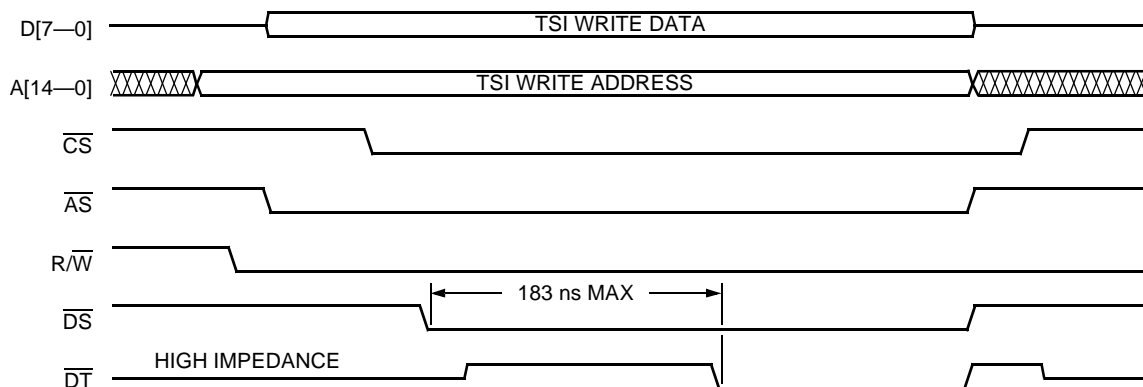 D[7—0]
TSI WRITE DATA
A[14—0]
TSI WRITE ADDRESS
CS
AS
R/W
183 ns MAX
DS
HIGH IMPEDANCE
DT